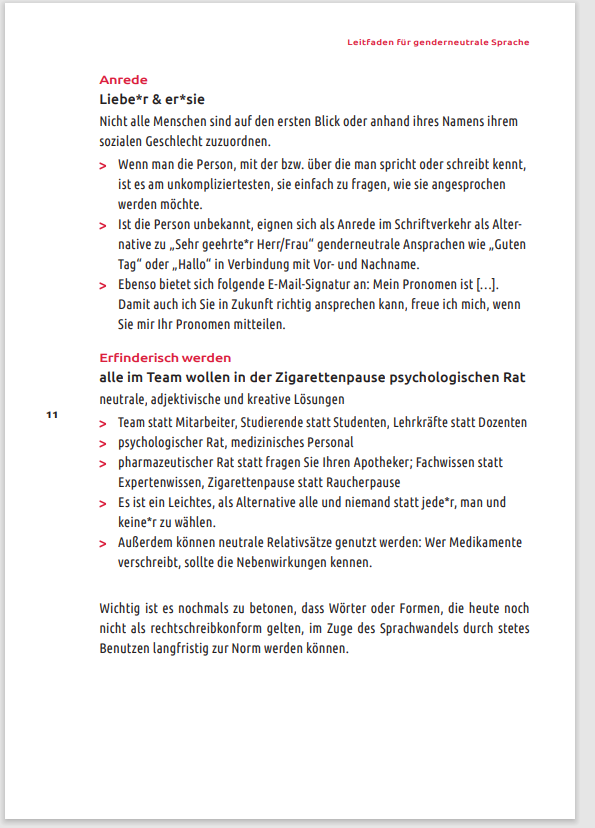 Leitfaden für genderneutrale Sprache
Anrede
Liebe*r & er*sie
Nicht alle Menschen sind auf den ersten Blick oder anhand ihres Namens ihrem
sozialen Geschlecht zuzuordnen.
> Wenn man die Person, mit der bzw. über die man spricht oder schreibt kennt,
ist es am unkompliziertesten, sie einfach zu fragen, wie sie angesprochen
werden möchte.
> Ist die Person unbekannt, eignen sich als Anrede im Schriftverkehr als Alter-
native zu „Sehr geehrte*r Herr/Frau“ genderneutrale Ansprachen wie „Guten
Tag“ oder „Hallo“ in Verbindung mit Vor- und Nachname.
> Ebenso bietet sich folgende E-Mail-Signatur an: Mein Pronomen ist […].
Damit auch ich Sie in Zukunft richtig ansprechen kann, freue ich mich, wenn
Sie mir Ihr Pronomen mitteilen.
Erfinderisch werden
alle im Team wollen in der Zigarettenpause psychologischen Rat
neutrale, adjektivische und kreative Lösungen
11
> Team statt Mitarbeiter, Studierende statt Studenten, Lehrkräfte statt Dozenten
> psychologischer Rat, medizinisches Personal
> pharmazeutischer Rat statt fragen Sie Ihren Apotheker; Fachwissen statt
Expertenwissen, Zigarettenpause statt Raucherpause
> Es ist ein Leichtes, als Alternative alle und niemand statt jede*r, man und
keine*r zu wählen.
> Außerdem können neutrale Relativsätze genutzt werden: Wer Medikamente
verschreibt, sollte die Nebenwirkungen kennen.
Wichtig ist es nochmals zu betonen, dass Wörter oder Formen, die heute noch
nicht als rechtschreibkonform gelten, im Zuge des Sprachwandels durch stetes
Benutzen langfristig zur Norm werden können.